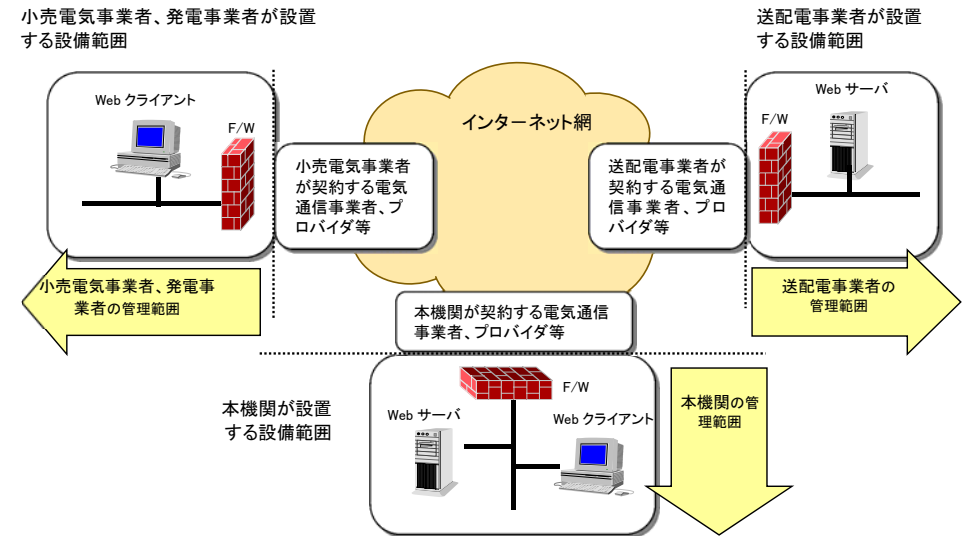 小売電気事業者、発電事業者が設置
する設備範囲
送配電事業者が設置
する設備範囲
Web クライアント
F/W
インターネット網
Web サーバ
F/W
小売電気事業者
が契約する電気
通信事業者、プ
ロバイダ等
送配電事業者が
契約する電気通
信事業者、プロ
バイダ等
小売電気事業者、発電事
業者の管理範囲
送配電事業者の
管理範囲
本機関が契約する電気通信
事業者、プロバイダ等
本機関が設置
する設備範囲
F/W
Web サーバ
Web クライアント
本機関の管
理範囲